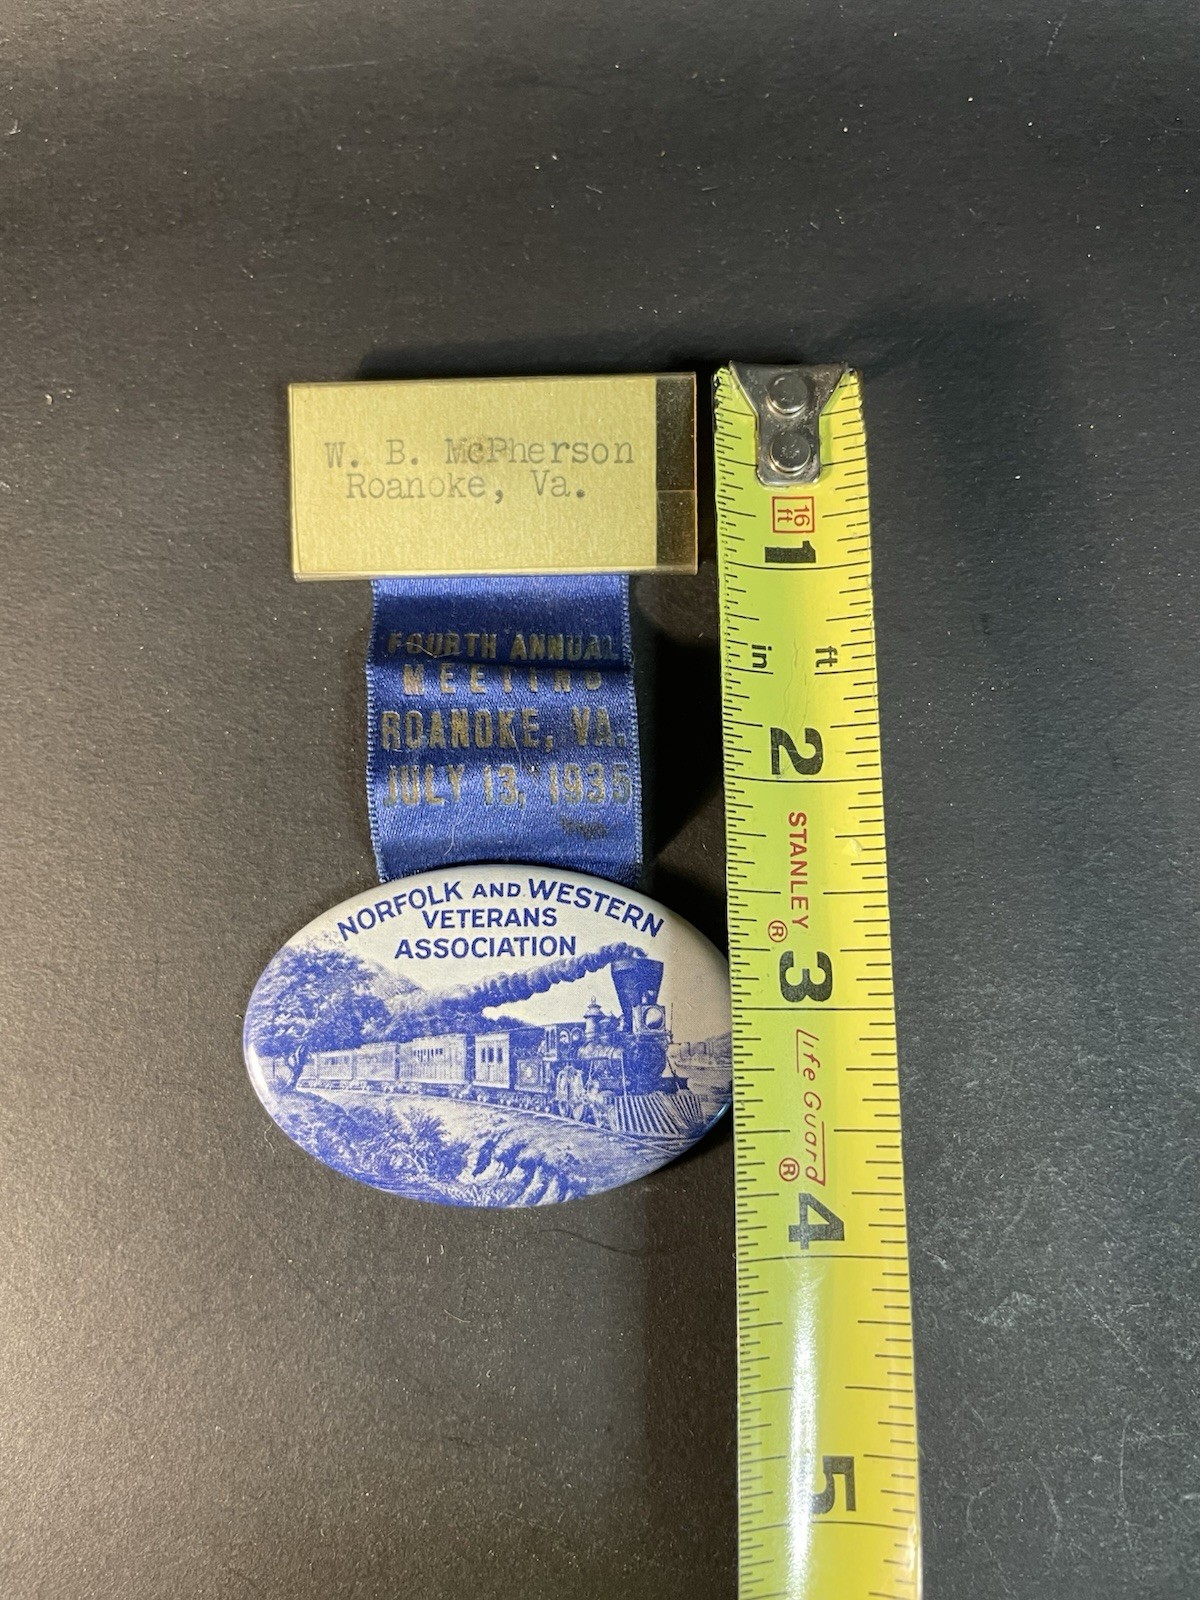 W. B. McPherson
Roanoke, Va.
FOURTH ANNUAL
MEETING
ROANOKE, VA.
JULY 13, 1935
NORFOLK AND WESTERN
VETERANS
ASSOCIATION
16
ft
1
in
ft
2
STANLEY ®
3
life Guard ®
4
5